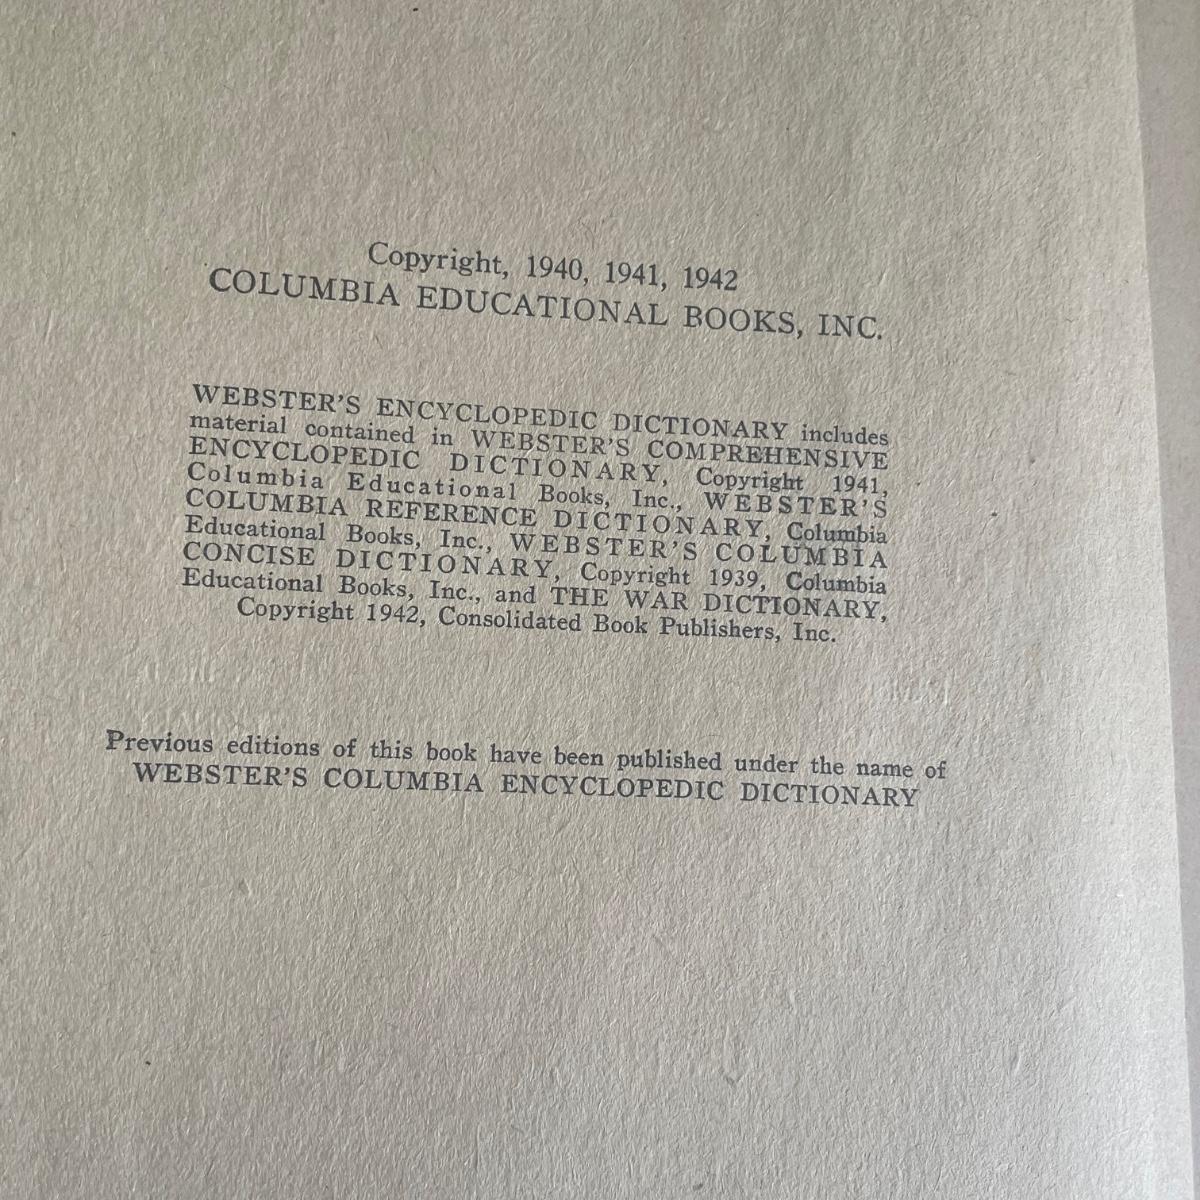 Copyright, 1940, 1941, 1942
COLUMBIA EDUCATIONAL BOOKS, INC.
WEBSTER'S ENCYCLOPEDIC DICTIONARY includes
material contained in WEBSTER'S COMPREHENSIVE
ENCYCLOPEDIC DICTIONARY, Copyright 1941,
Columbia Educational Books, Inc., WEBSTER'S
COLUMBIA REFERENCE DICTIONARY, Columbia
Educational Books, Inc., WEBSTER'S COLUMBIA
CONCISE DICTIONARY, Copyright 1939, Columbia
Educational Books, Inc., and THE WAR DICTIONARY,
Copyright 1942, Consolidated Book Publishers, Inc.
Previous editions of this book have been published under the name of
WEBSTER'S COLUMBIA ENCYCLOPEDIC DICTIONARY